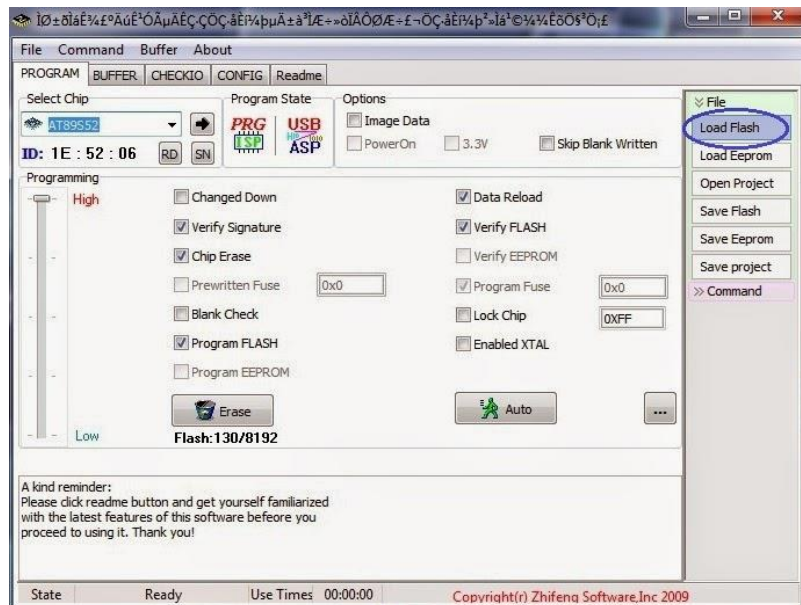 File Command Buffer About
PROGRAM BUFFER CHECKIO CONFIG Readme
Select Chip
AT89S52
ID: 1E : 52 : 06
RD SN
Program State
PRG ISP
USB ASP
Options
Image Data
PowerOn 3.3V Skip Blank Written
Programming
High
Low
Changed Down
Verify Signature
Chip Erase
Prewritten Fuse 0x0
Blank Check
Program FLASH
Program EEPROM
Erase
Flash:130/8192
Data Reload
Verify FLASH
Verify EEPROM
Program Fuse 0x0
Lock Chip 0XFF
Enabled XTAL
Auto ...
File
Load Flash
Load Eeprom
Open Project
Save Flash
Save Eeprom
Save project
Command
A kind reminder:
Please click readme button and get yourself familiarized
with the latest features of this software befeore you
proceed to using it. Thank you!
State Ready Use Times 00:00:00 Copyright(r) Zhifeng Software,Inc 2009